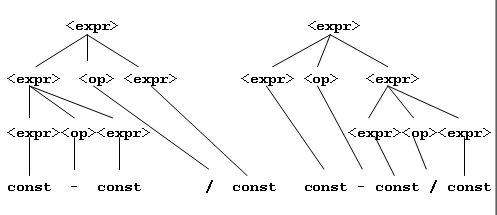 <expr> <expr>
<expr> <op> <expr> <expr> <op> <expr>
<expr><op><expr> <expr><op><expr>
const - const / const const - const / const